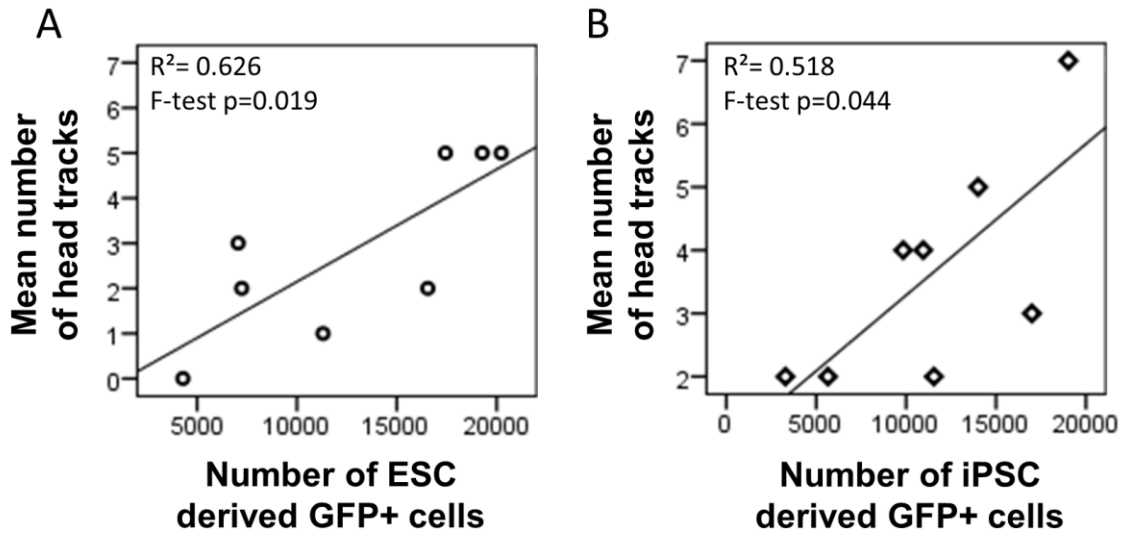 A
R²= 0.626
F-test p=0.019
Mean number
of head tracks
7
6
5
4
3
2
1
0
5000 10000 15000 20000
Number of ESC
derived GFP+ cells
B
R²= 0.518
F-test p=0.044
Mean number
of head tracks
7
6
5
4
3
2
0 5000 10000 15000 20000
Number of iPSC
derived GFP+ cells